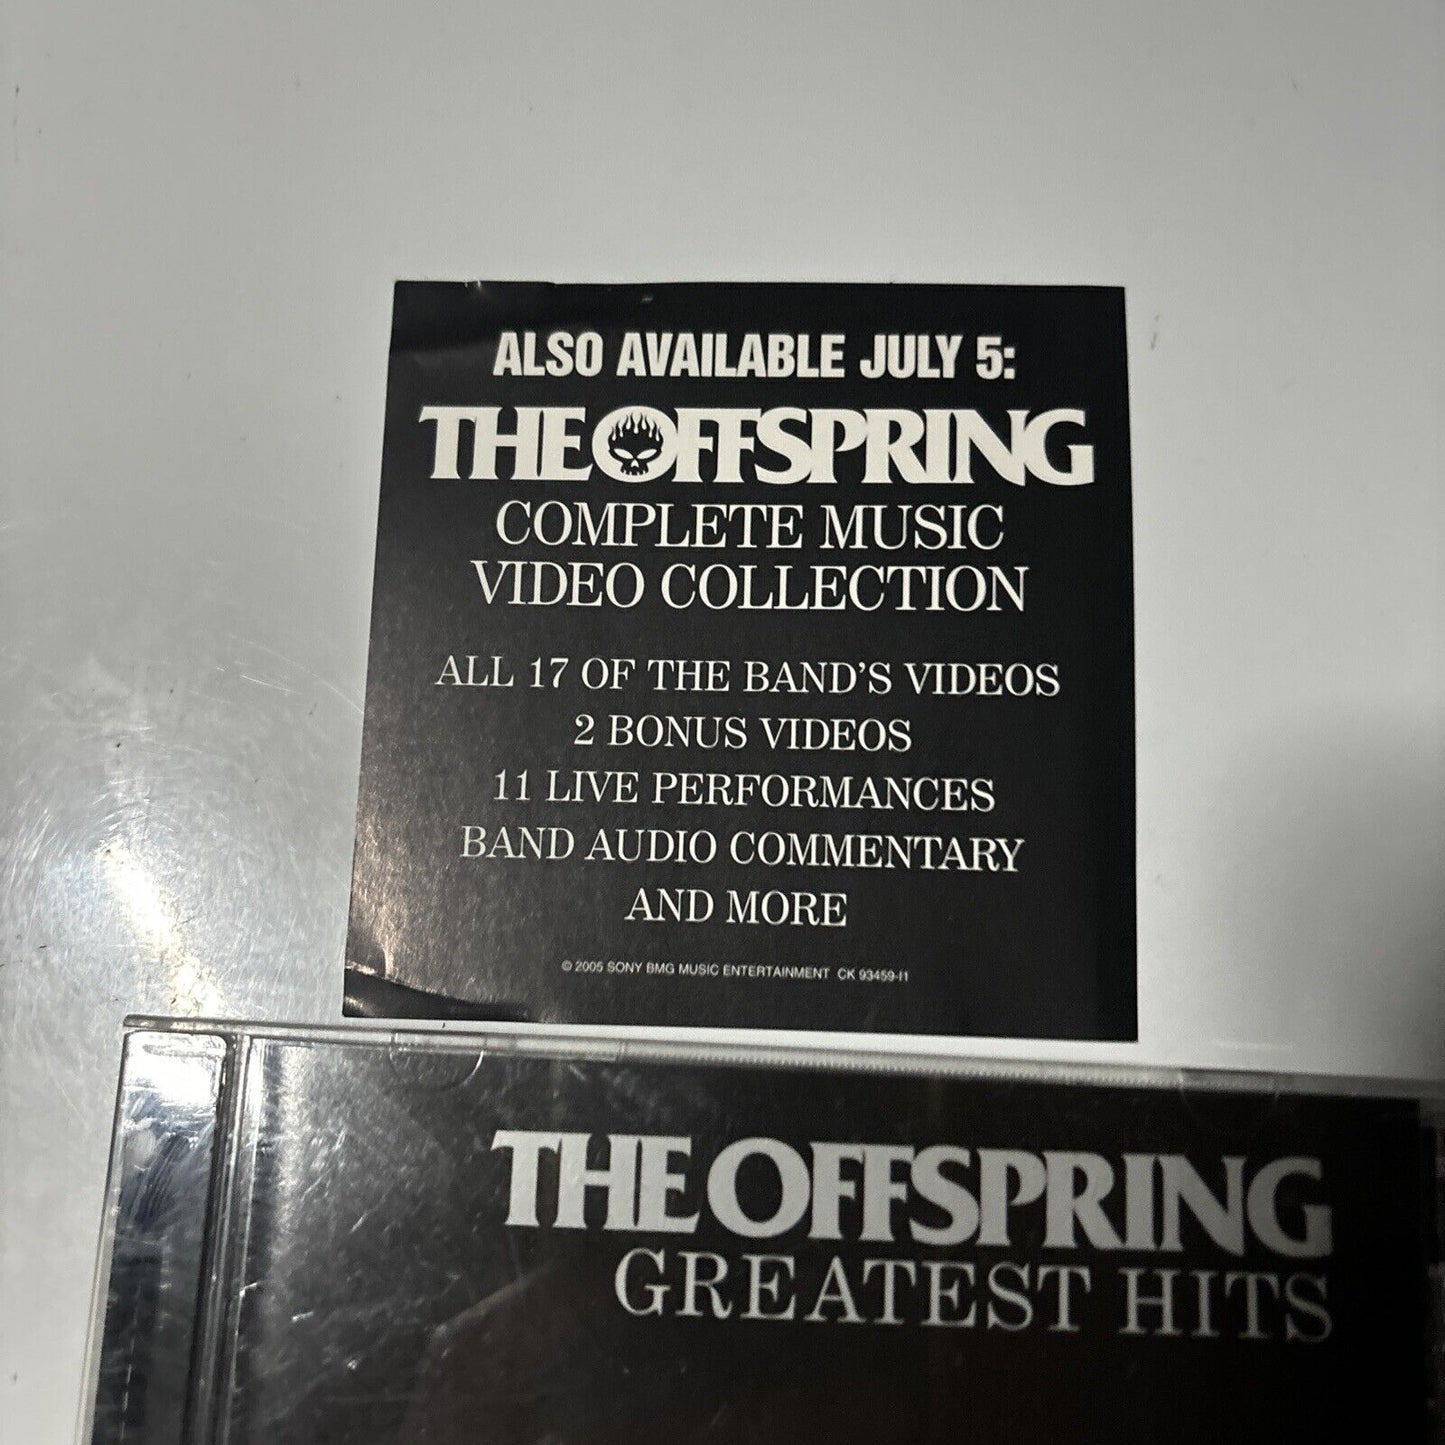 ALSO AVAILABLE JULY 5:
THE OFFSPRING
COMPLETE MUSIC
VIDEO COLLECTION
ALL 17 OF THE BAND'S VIDEOS
2 BONUS VIDEOS
11 LIVE PERFORMANCES
BAND AUDIO COMMENTARY
AND MORE
© 2005 SONY BMG MUSIC ENTERTAINMENT CK 93459-I1
THE OFFSPRING
GREATEST HITS